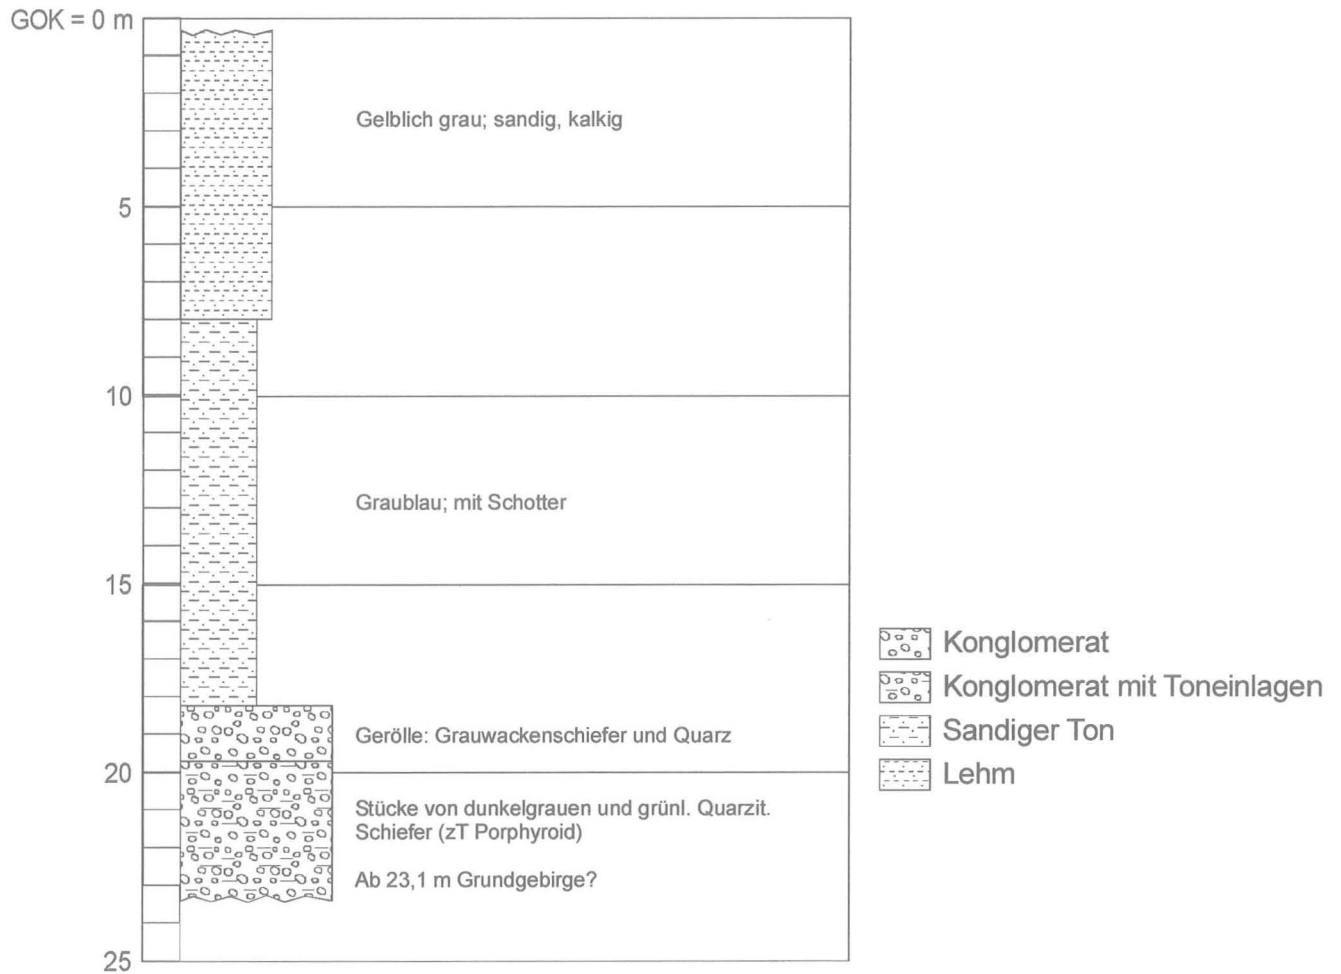 GOK = 0 m
Gelblich grau; sandig, kalkig
5
10
Graublau; mit Schotter
15
Gerölle: Grauwackenschiefer und Quarz
20
Stücke von dunkelgrauen und grünl. Quarzit.
Schiefer (zT Porphyroid)
Ab 23,1 m Grundgebirge?
25
Konglomerat
Konglomerat mit Toneinlagen
Sandiger Ton
Lehm